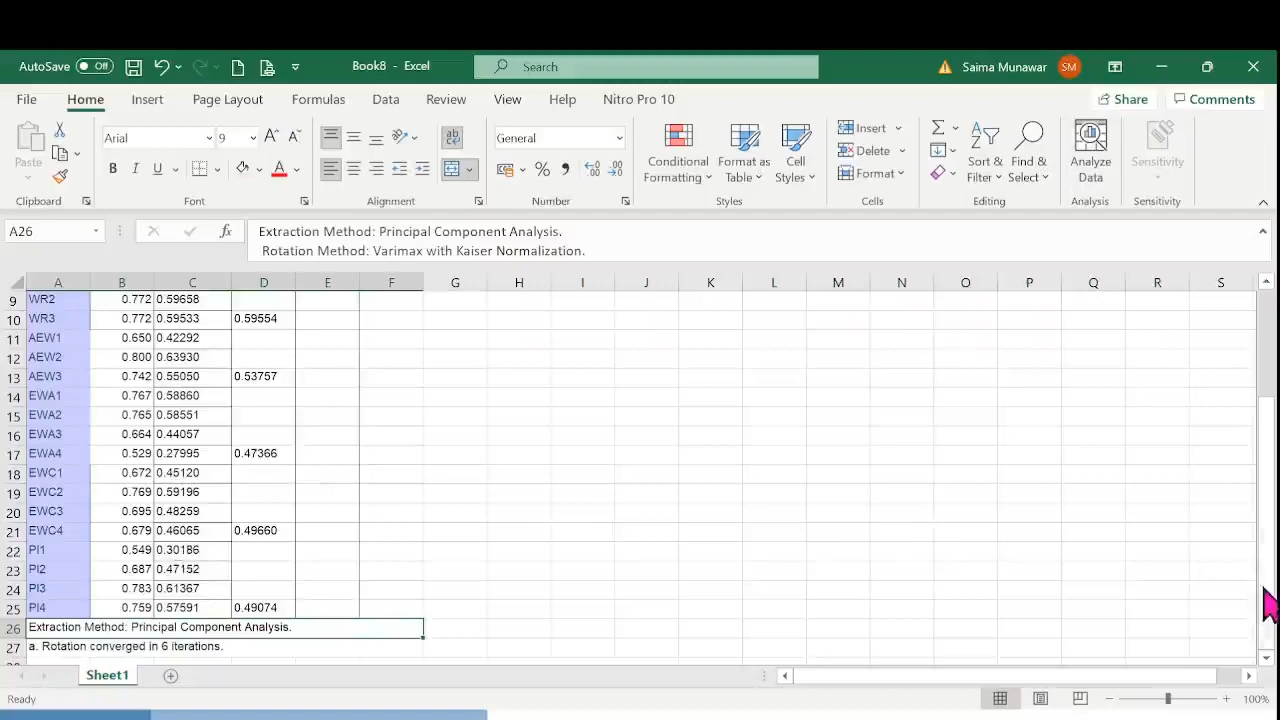 AutoSave Off Book8 - Excel Search Saima Munawar SM
File Home Insert Page Layout Formulas Data Review View Help Nitro Pro 10 Share Comments
Paste Arial 9 A^ A˅ ab General Conditional Formatting Format as Table Cell Styles Insert Delete Format Sort & Filter Find & Select Analyze Data Sensitivity
B I U A % , .00
Clipboard Font Alignment Number Styles Cells Editing Analysis Sensitivity
A26 fx Extraction Method: Principal Component Analysis.
Rotation Method: Varimax with Kaiser Normalization.
A B C D E F G H I J K L M N O P Q R S
9 WR2 0.772 0.59658
10 WR3 0.772 0.59533 0.59554
11 AEW1 0.650 0.42292
12 AEW2 0.800 0.63930
13 AEW3 0.742 0.55050 0.53757
14 EWA1 0.767 0.58860
15 EWA2 0.765 0.58551
16 EWA3 0.664 0.44057
17 EWA4 0.529 0.27995 0.47366
18 EWC1 0.672 0.45120
19 EWC2 0.769 0.59196
20 EWC3 0.695 0.48259
21 EWC4 0.679 0.46065 0.49660
22 PI1 0.549 0.30186
23 PI2 0.687 0.47152
24 PI3 0.783 0.61367
25 PI4 0.759 0.57591 0.49074
26 Extraction Method: Principal Component Analysis.
27 a. Rotation converged in 6 iterations.
Sheet1
Ready 100%